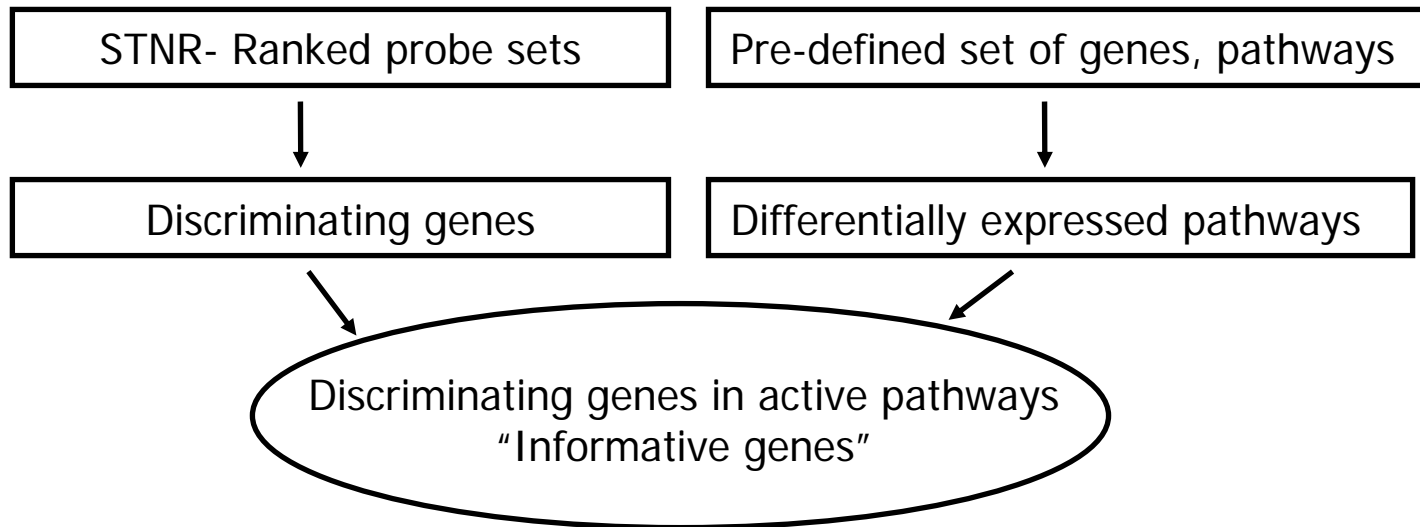 STNR- Ranked probe sets
Pre-defined set of genes, pathways
Discriminating genes
Differentially expressed pathways
Discriminating genes in active pathways
“Informative genes”